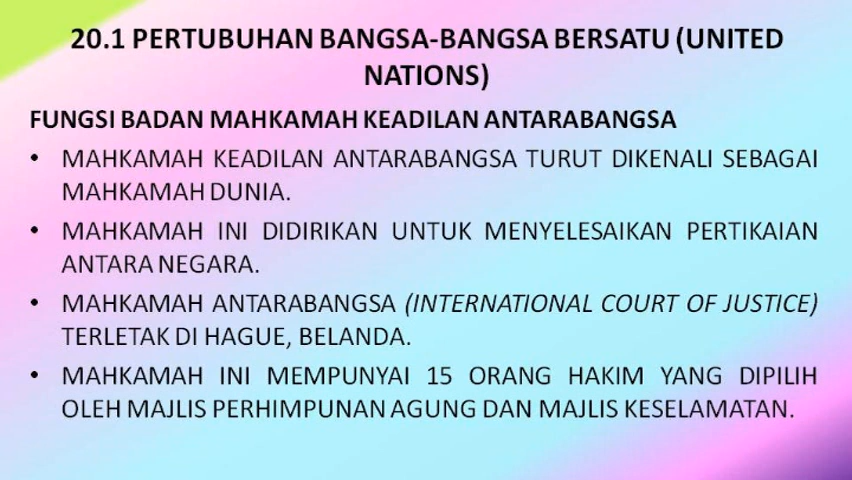 20.1 PERTUBUHAN BANGSA-BANGSA BERSATU (UNITED
NATIONS)
FUNGSI BADAN MAHKAMAH KEADILAN ANTARABANGSA
• MAHKAMAH KEADILAN ANTARABANGSA TURUT DIKENALI SEBAGAI
MAHKAMAH DUNIA.
• MAHKAMAH INI DIDIRIKAN UNTUK MENYELESAIKAN PERTIKAIAN
ANTARA NEGARA.
• MAHKAMAH ANTARABANGSA (INTERNATIONAL COURT OF JUSTICE)
TERLETAK DI HAGUE, BELANDA.
• MAHKAMAH INI MEMPUNYAI 15 ORANG HAKIM YANG DIPILIH
OLEH MAJLIS PERHIMPUNAN AGUNG DAN MAJLIS KESELAMATAN.